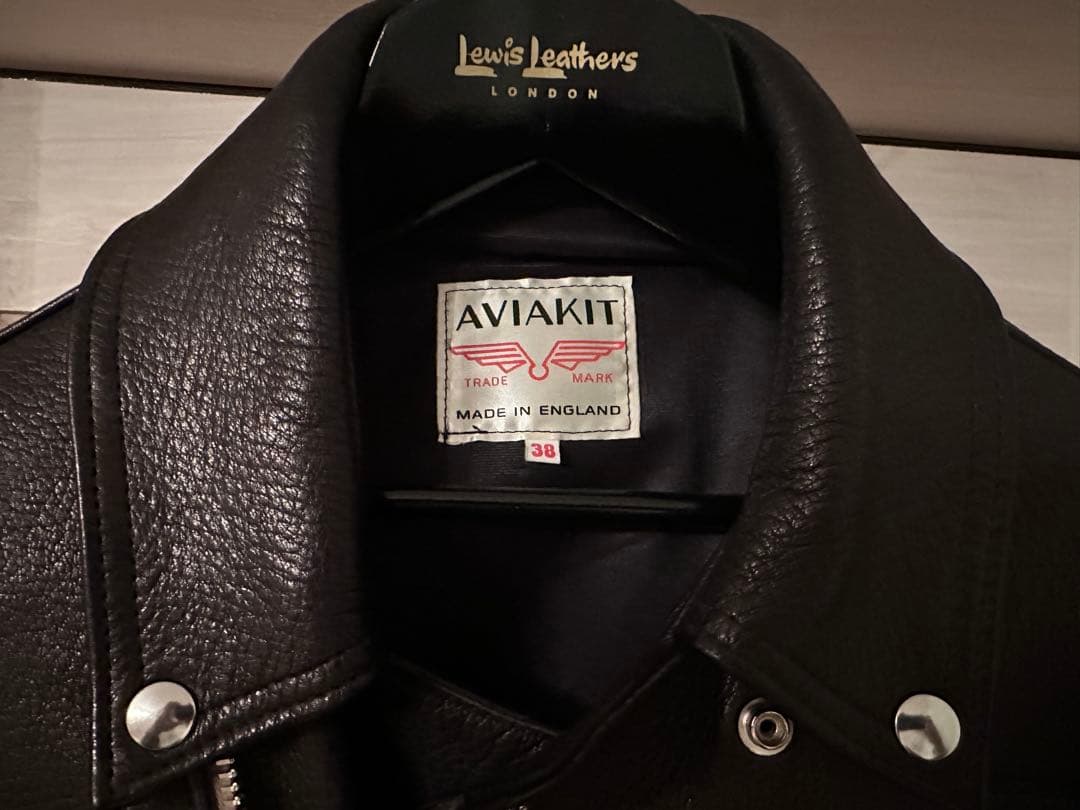 Lewis Leathers
LONDON
AVIAKIT
TRADE MARK
MADE IN ENGLAND
38